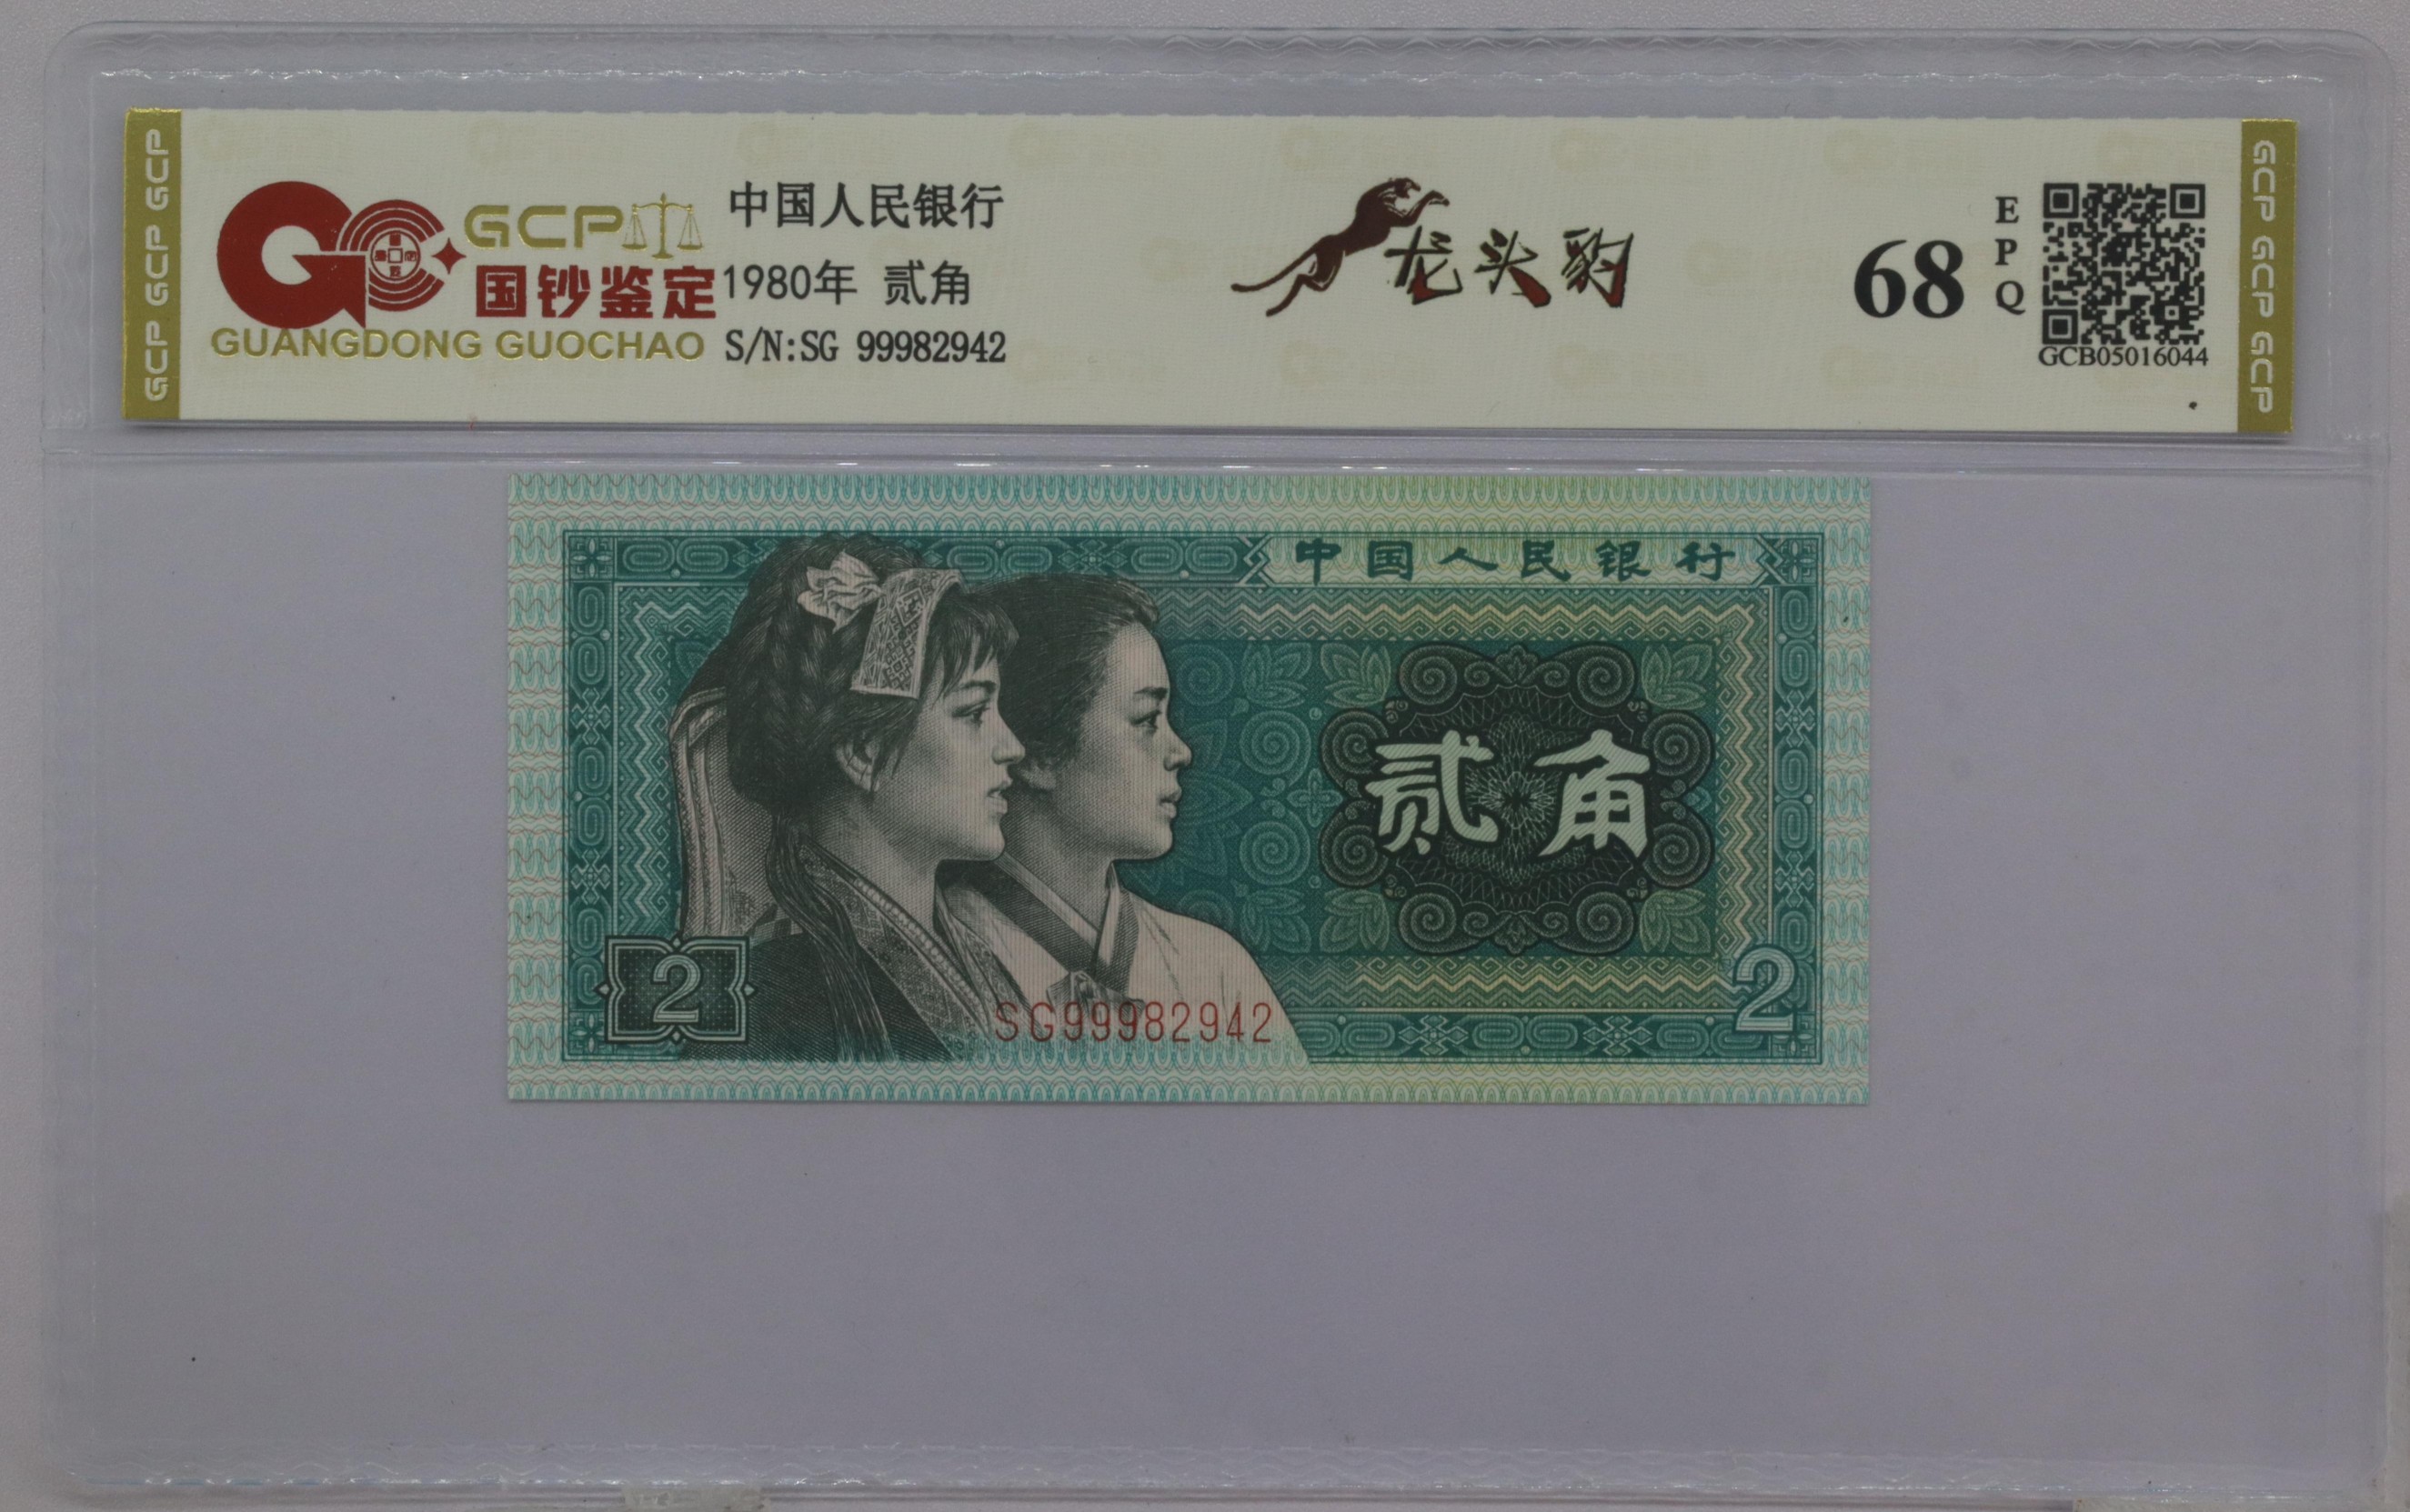 GCP GCP GCP
GCP
国钞鉴定
GUANGDONG GUOCHAO
中国人民银行
1980年 贰角
S/N:SG 99982942
龙头豹
68
EPQ
GCB05016044
GCP GCP GCP
中国人民银行
贰角
2
SG99982942
2